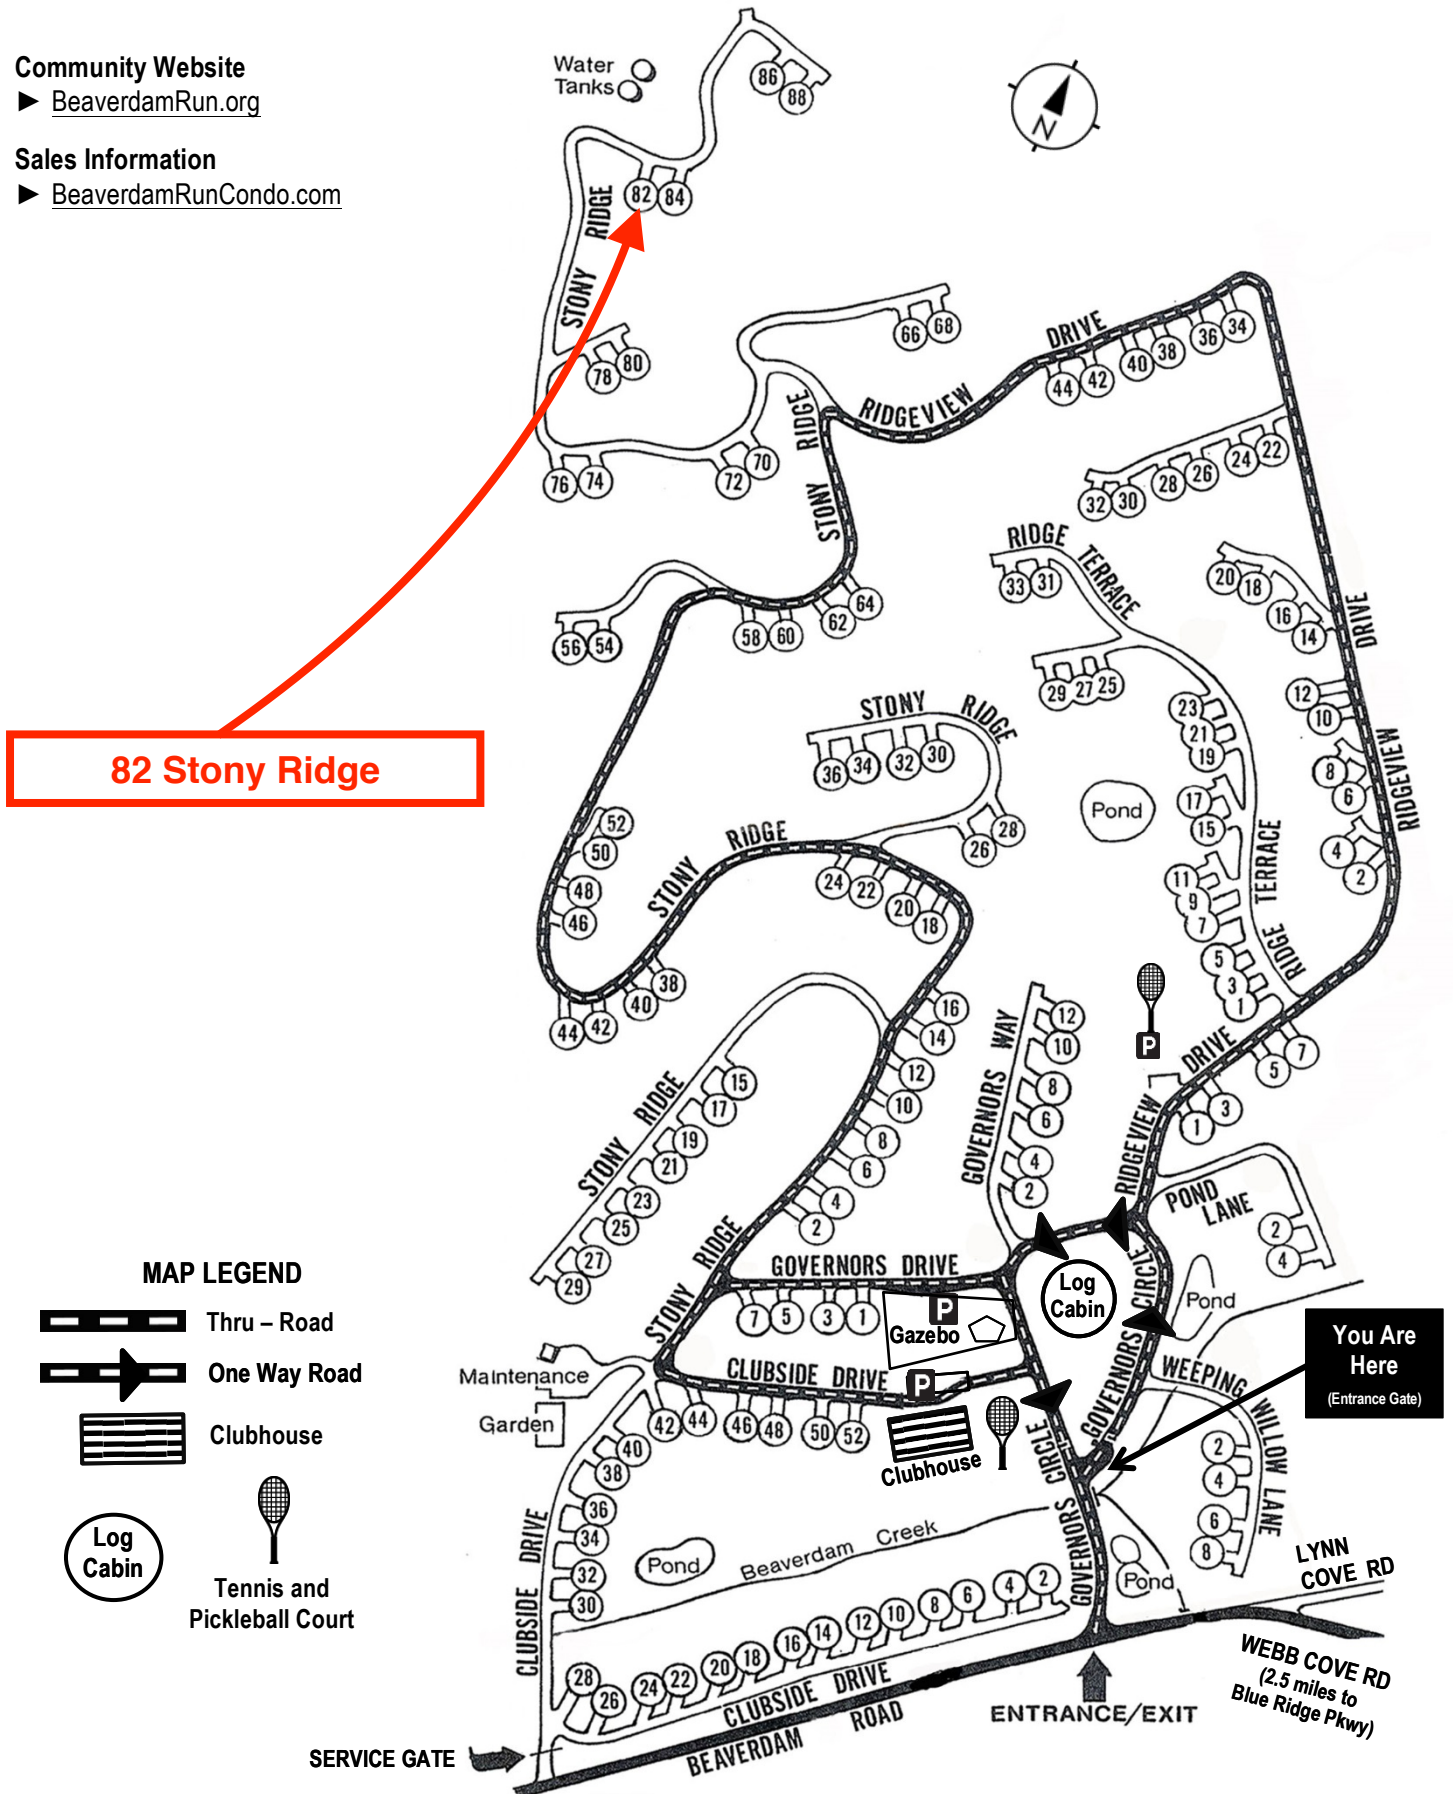 Community Website
► BeaverdamRun.org
Sales Information
► BeaverdamRunCondo.com
Water
Tanks
86
88
N
82
84
STONY RIDGE
78
80
66
68
DRIVE
34
36
38
40
42
44
RIDGEVIEW
STONY RIDGE
70
72
74
76
22
24
26
28
30
32
RIDGE TERRACE
33
31
20
18
16
14
DRIVE
64
62
60
58
56
54
29
27
25
12
10
RIDGEVIEW
8
6
4
2
23
21
19
17
15
11
9
7
5
3
1
TERRACE
RIDGE
Pond
STONY RIDGE
36
34
32
30
28
26
82 Stony Ridge
52
50
48
46
STONY RIDGE
24
22
20
18
44
42
40
38
16
14
12
10
8
6
4
2
STONY RIDGE
15
17
19
21
23
25
27
29
GOVERNORS WAY
12
10
8
6
4
2
P
DRIVE
RIDGEVIEW
7
5
3
1
POND
LANE
2
4
STONY RIDGE
GOVERNORS DRIVE
7
5
3
1
P
Gazebo
Log
Cabin
GOVERNORS CIRCLE
Pond
You Are
Here
(Entrance Gate)
MAP LEGEND
Thru – Road
One Way Road
Clubhouse
Log
Cabin
Tennis and
Pickleball Court
Maintenance
Garden
CLUBSIDE DRIVE
P
42
44
46
48
50
52
Clubhouse
GOVERNORS CIRCLE
WEEPING WILLOW LANE
2
4
6
8
40
38
36
34
32
30
CLUBSIDE DRIVE
Pond
Beaverdam Creek
Pond
LYNN
COVE RD
28
26
24
22
20
18
16
14
12
10
8
6
4
2
CLUBSIDE DRIVE
BEAVERDAM ROAD
ENTRANCE/EXIT
WEBB COVE RD
(2.5 miles to
Blue Ridge Pkwy)
SERVICE GATE